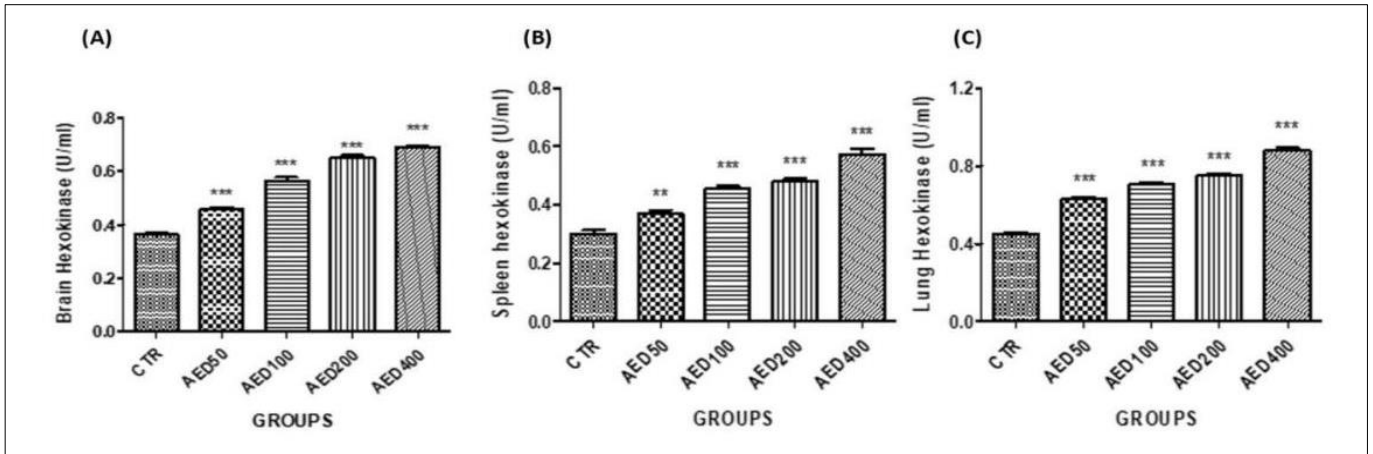 (A)
Brain Hexokinase (U/ml)
0.8
0.6
0.4
0.2
0.0
***
***
***
***
CTR
AED50
AED100
AED200
AED400
GROUPS
(B)
Spleen hexokinase (U/ml)
0.8
0.6
0.4
0.2
0.0
**
***
***
***
CTR
AED50
AED100
AED200
AED400
GROUPS
(C)
Lung Hexokinase (U/ml)
1.2
0.8
0.4
0.0
***
***
***
***
CTR
AED50
AED100
AED200
AED400
GROUPS